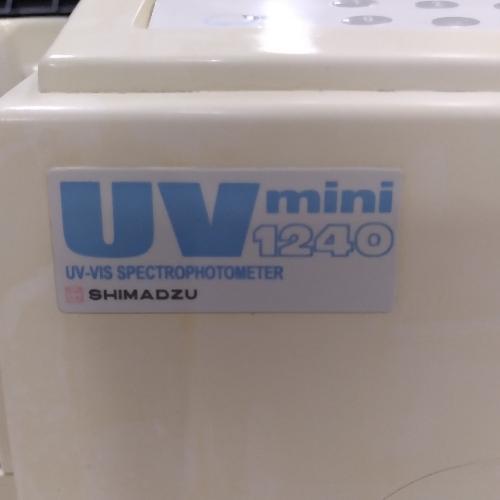 UV mini
1240
UV-VIS SPECTROPHOTOMETER
SHIMADZU